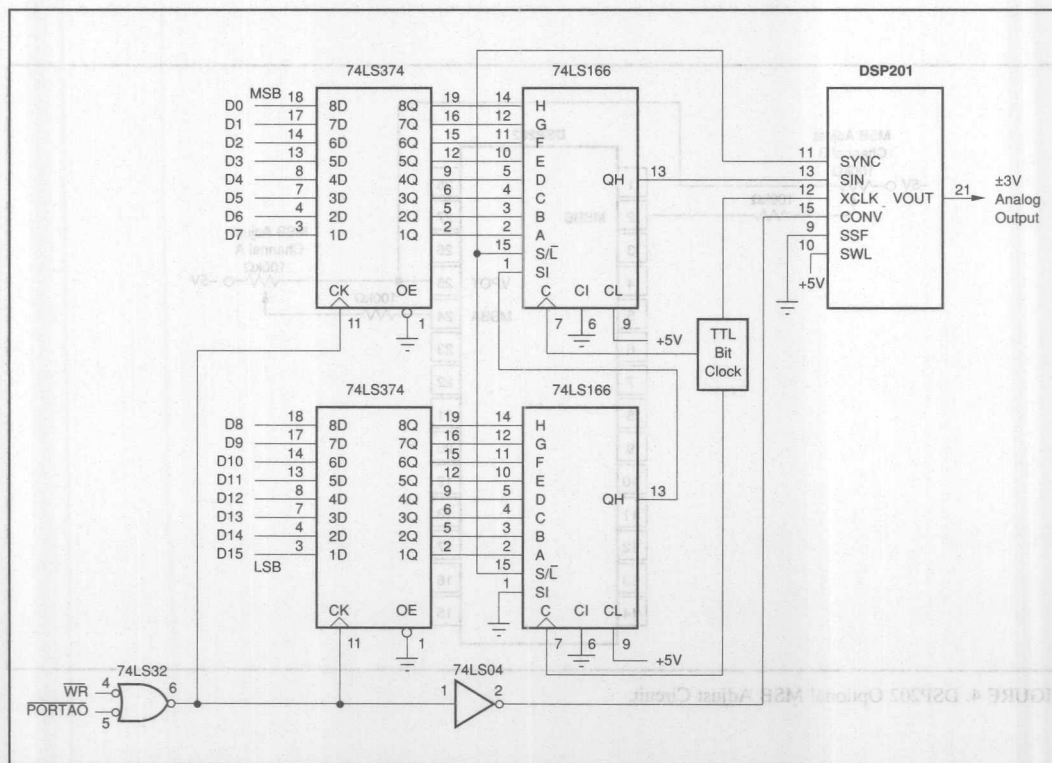 74LS374
74LS166
DSP201
MSB
D0 18 8D 8Q 19 14 H
D1 17 7D 7Q 16 12 G
D2 14 6D 6Q 15 11 F
D3 13 5D 5Q 12 10 E
D4 8 4D 4Q 9 5 D QH 13
D5 7 3D 3Q 6 4 C
D6 4 2D 2Q 5 3 B
D7 3 1D 1Q 2 2 A
15 S/L̅
1 SI
CK OE
11 1
C CI CL
7 6 9
+5V
11 SYNC
13 SIN
12 XCLK VOUT 21
15 CONV
9 SSF
10 SWL
+5V
±3V
Analog
Output
TTL
Bit
Clock
74LS374
74LS166
D8 18 8D 8Q 19 14 H
D9 17 7D 7Q 16 12 G
D10 14 6D 6Q 15 11 F
D11 13 5D 5Q 12 10 E
D12 8 4D 4Q 9 5 D QH 13
D13 7 3D 3Q 6 4 C
D14 4 2D 2Q 5 3 B
D15 3 1D 1Q 2 2 A
LSB
15 S/L̅
1 SI
CK OE
11 1
C CI CL
7 6 9
+5V
74LS32
74LS04
W̅R̅ 4 6 1 2
P̅O̅R̅T̅A̅O̅ 5
IGURE 4. DSP202 Optional MSB Adjust Circuit.